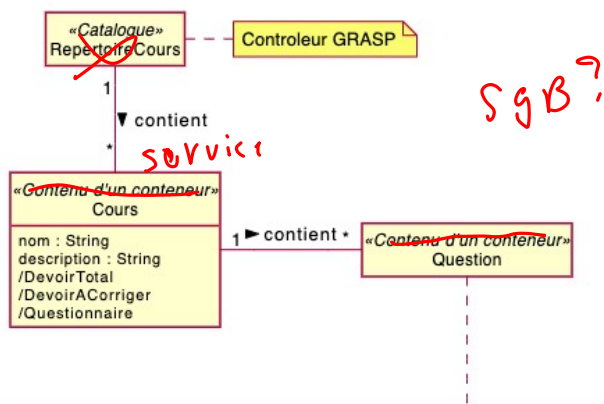 «Catalogue»
RepertoireCours
Controleur GRASP
SgB?
1
▼ contient
*
service
«Contenu d'un conteneur»
Cours
nom : String
description : String
/DevoirTotal
/DevoirACorriger
/Questionnaire
1 ► contient *
«Contenu d'un conteneur»
Question